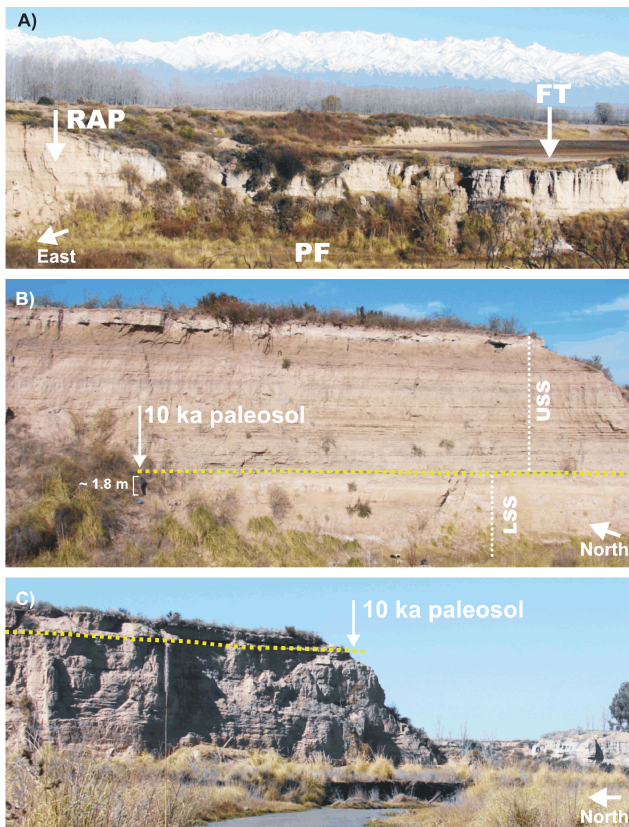 A)
RAP
FT
East
PF
B)
10 ka paleosol
USS
~ 1.8 m
LSS
North
C)
10 ka paleosol
North